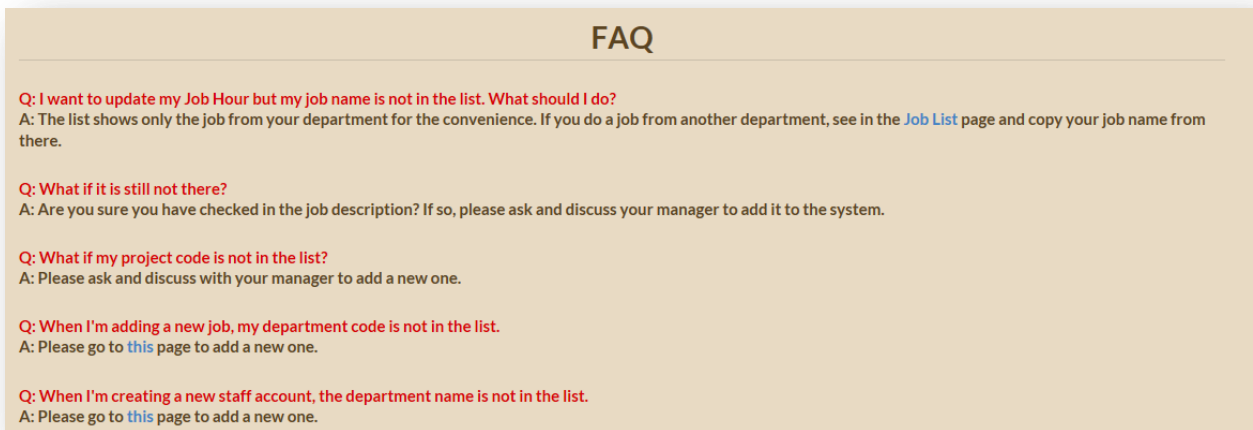 FAQ
Q: I want to update my Job Hour but my job name is not in the list. What should I do?
A: The list shows only the job from your department for the convenience. If you do a job from another department, see in the Job List page and copy your job name from
there.
Q: What if it is still not there?
A: Are you sure you have checked in the job description? If so, please ask and discuss your manager to add it to the system.
Q: What if my project code is not in the list?
A: Please ask and discuss with your manager to add a new one.
Q: When I'm adding a new job, my department code is not in the list.
A: Please go to this page to add a new one.
Q: When I'm creating a new staff account, the department name is not in the list.
A: Please go to this page to add a new one.